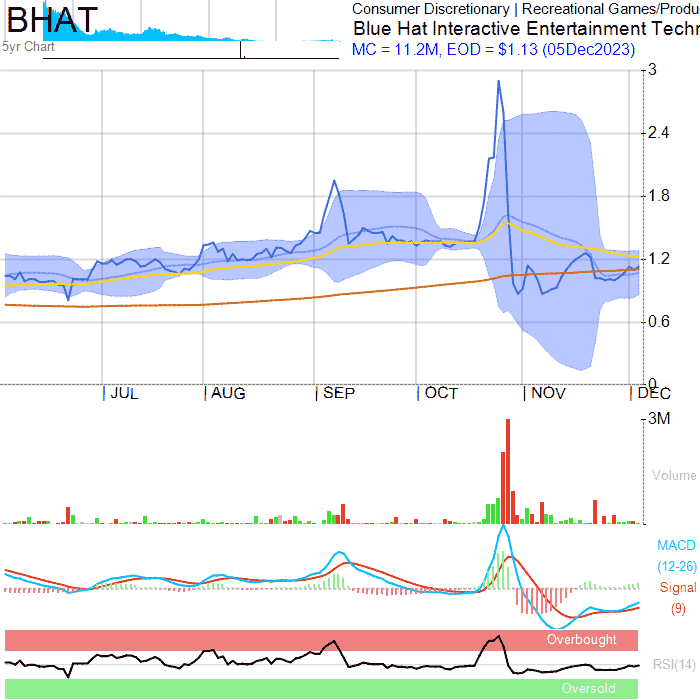 BHAT
Consumer Discretionary | Recreational Games/Produ
Blue Hat Interactive Entertainment Techr
5yr Chart
MC = 11.2M, EOD = $1.13 (05Dec2023)
3
2.4
1.8
1.2
0.6
0
JUL
AUG
SEP
OCT
NOV
DEC
3M
Volume
MACD
(12-26)
Signal
(9)
Overbought
RSI(14)
Oversold